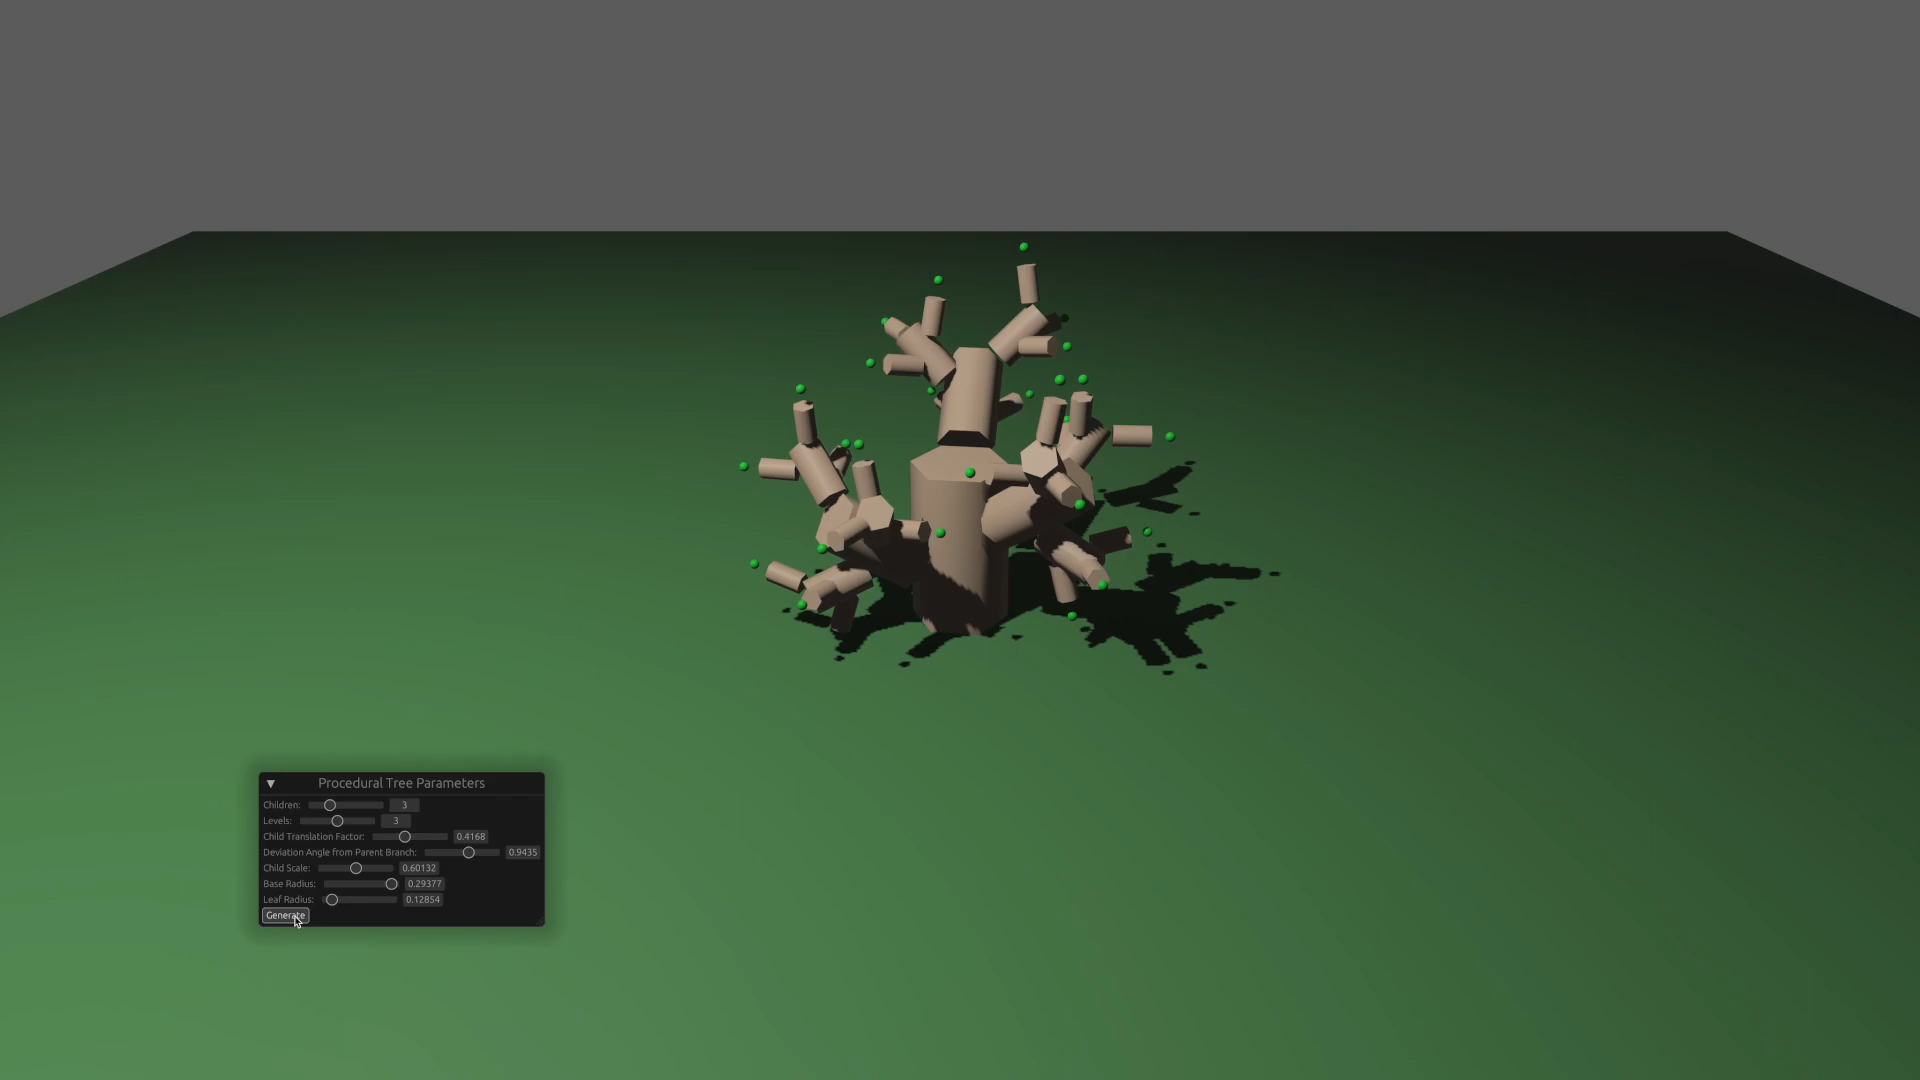 Procedural Tree Parameters
Children: 3
Levels: 3
Child Translation Factor: 0.4168
Deviation Angle from Parent Branch: 0.9435
Child Scale: 0.60132
Base Radius: 0.29377
Leaf Radius: 0.12854
Generate